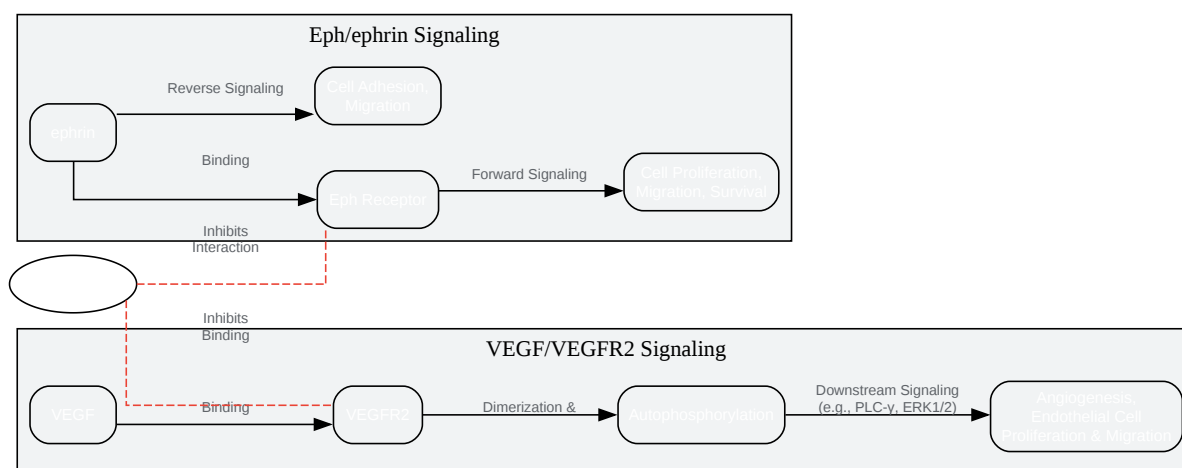 Eph/ephrin Signaling
Reverse Signaling
Cell Adhesion,
Migration
ephrin
Binding
Eph Receptor
Forward Signaling
Cell Proliferation,
Migration, Survival
Inhibits
Interaction
Inhibits
Binding
VEGF/VEGFR2 Signaling
VEGF
Binding
VEGFR2
Dimerization &
Autophosphorylation
Downstream Signaling
(e.g., PLC-γ, ERK1/2)
Angiogenesis,
Endothelial Cell
Proliferation & Migration